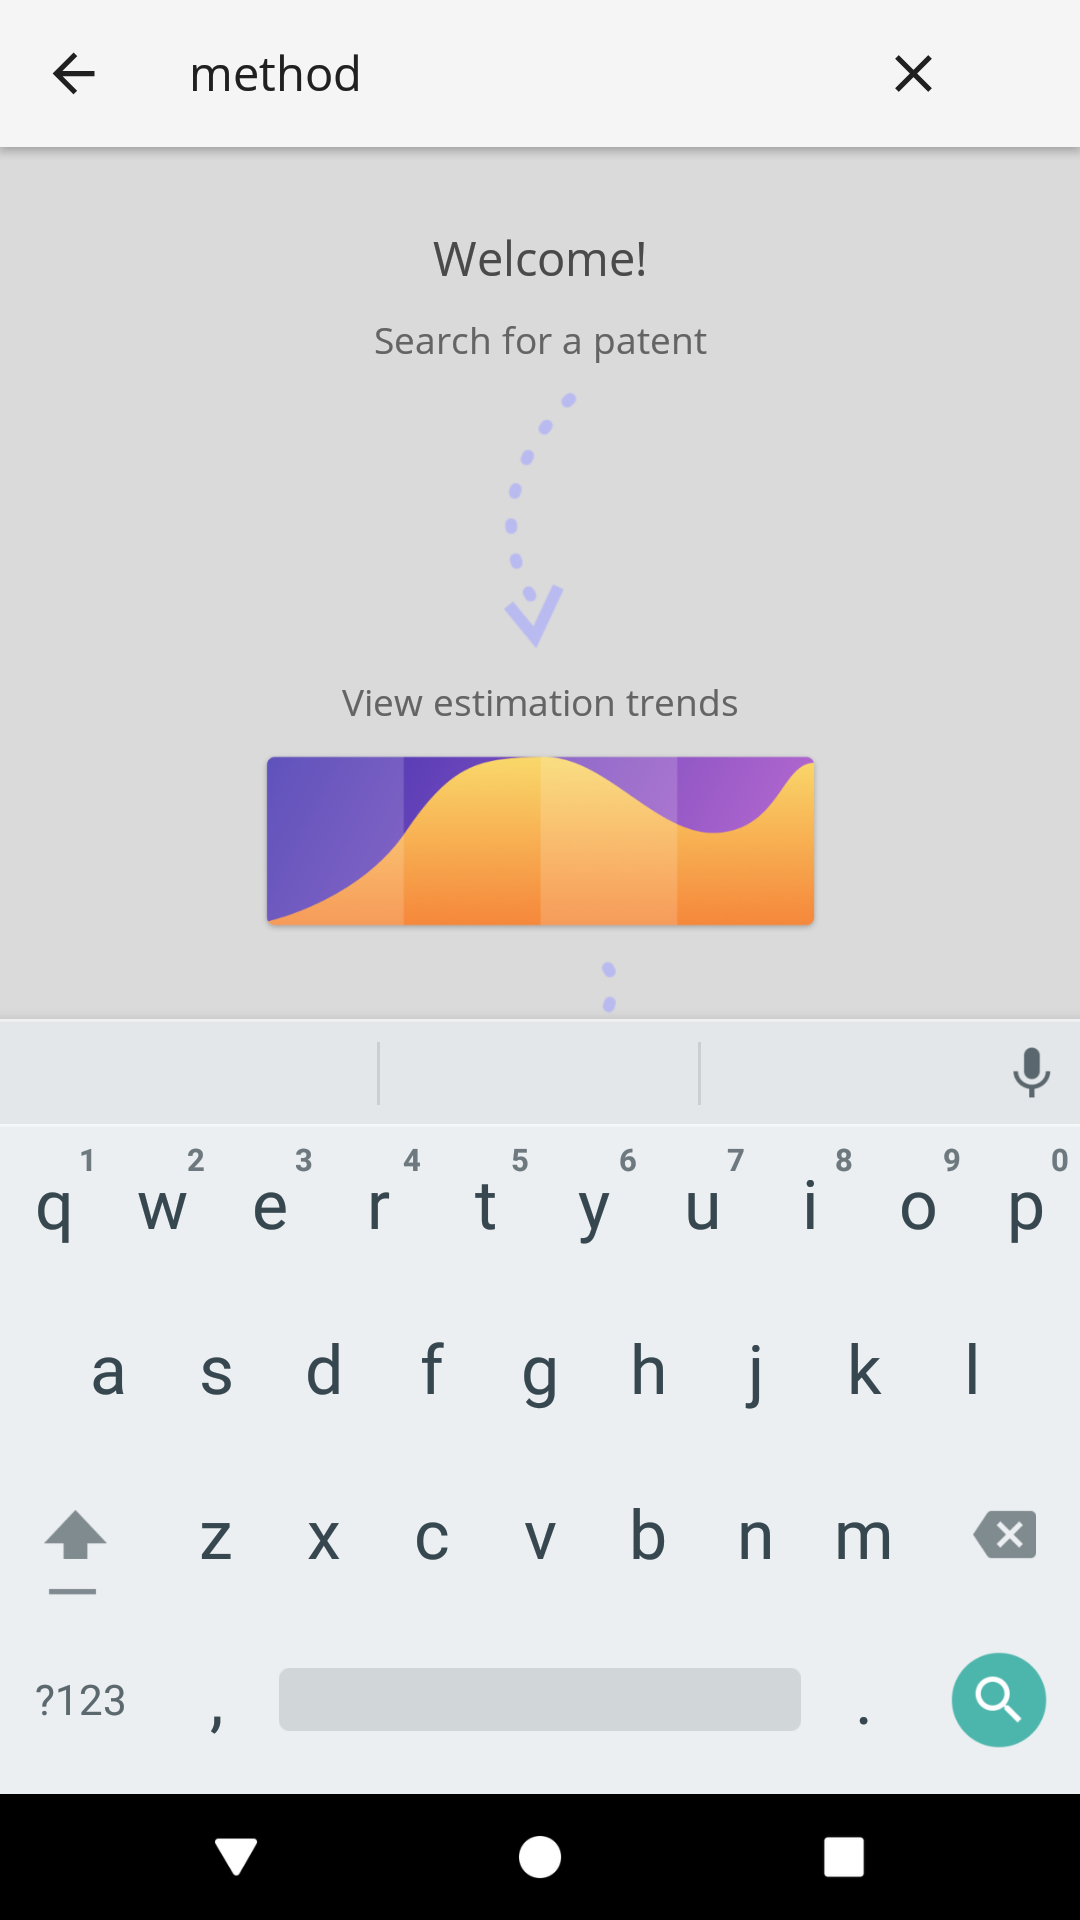 method
Welcome!
Search for a patent
View estimation trends
1 2 3 4 5 6 7 8 9 0
q w e r t y u i o p
a s d f g h j k l
z x c v b n m
?123 , .